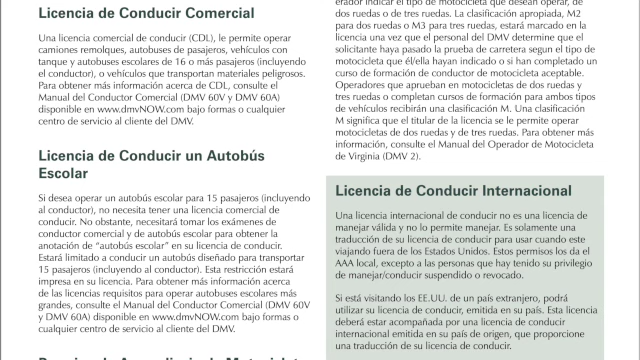 Licencia de Conducir Comercial
Una licencia comercial de conducir (CDL), le permite operar
camiones remolques, autobuses de pasajeros, vehículos con
tanque y autobuses escolares de 16 o más pasajeros (incluyendo
el conductor), o vehículos que transportan materiales peligrosos.
Para obtener más información acerca de CDL, consulte el
Manual del Conductor Comercial (DMV 60V y DMV 60A)
disponible en www.dmvNOW.com bajo formas o cualquier
centro de servicio al cliente del DMV.
Licencia de Conducir un Autobús
Escolar
Si desea operar un autobús escolar para 15 pasajeros (incluyendo
al conductor), no necesita tener una licencia comercial de
conducir. No obstante, necesitará tomar los exámenes de
conductor comercial y de autobús escolar para obtener la
anotación de “autobús escolar” en su licencia de conducir.
Estará limitado a conducir un autobús diseñado para transportar
15 pasajeros (incluyendo al conductor). Esta restricción estará
impresa en su licencia. Para obtener más información acerca
de las licencias requisitos para operar autobuses escolares más
grandes, consulte el Manual del Conductor Comercial (DMV 60V
y DMV 60A) disponible en www.dmvNOW.com bajo formas o
cualquier centro de servicio al cliente del DMV.
erador indicar el tipo de motocicleta que desean operar, de
dos ruedas o de tres ruedas. La clasificación apropiada, M2
para dos ruedas o M3 para tres ruedas, estará marcado en la
licencia una vez que el personal del DMV determine que el
solicitante haya pasado la prueba de carretera segun el tipo de
motocicleta que él/ella hayan indicado o si han completado un
curso de formación de conductor de motocicleta aceptable.
Operadores que aprueban en motocicletas de dos ruedas y
tres ruedas o completan cursos de formación para ambos tipos
de vehículos recibirán una clasificación M. Una clasificación
M significa que el titular de la licencia se le permite operar
motocicletas de dos ruedas y de tres ruedas. Para obtener más
información, consulte el Manual del Operador de Motocicleta
de Virginia (DMV 2).
Licencia de Conducir Internacional
Una licencia internacional de conducir no es una licencia de
manejar válida y no lo permite manejar. Es solamente una
traducción de su licencia de conducir para usar cuando este
viajando fuera de los Estados Unidos. Estos permisos los da el
AAA local, excepto a las personas que hay tenido su privilegio
de manejar/conducir suspendido o revocado.
Si está visitando los EE.UU. de un país extranjero, podrá
utilizar su licencia de conducir, emitida en su país. Esta licencia
deberá estar acompañada por una licencia de conducir
internacional emitida en su país de origen, que proporcione
una traducción de su licencia de conducir.